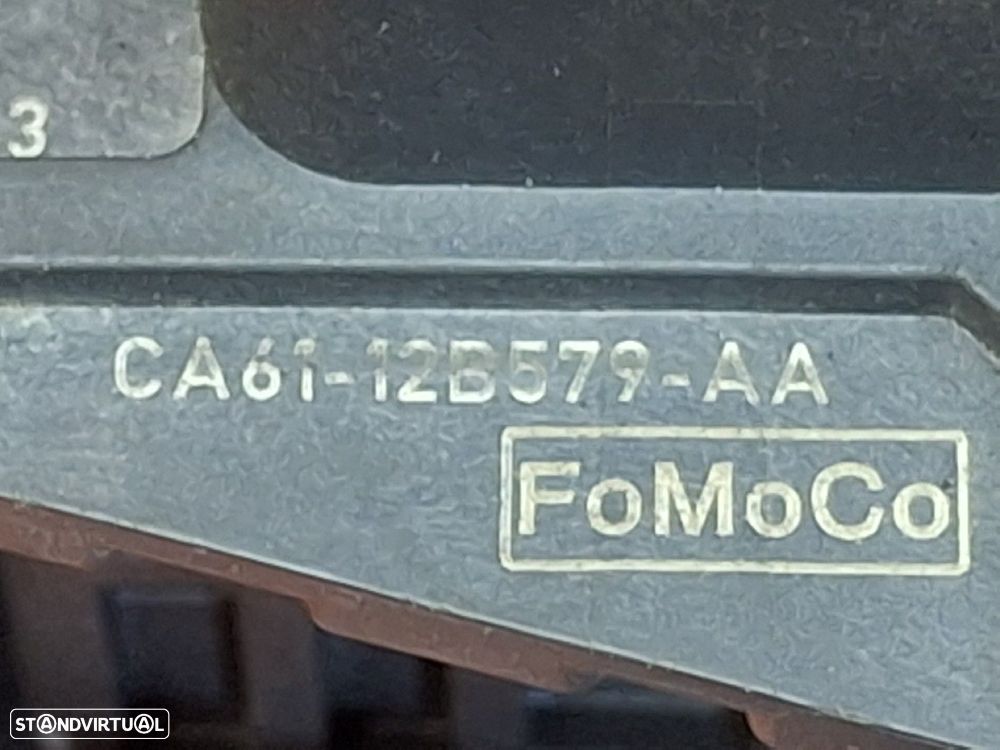 3
CA61-12B579-AA
FoMoCo
STANDVIRTUAL